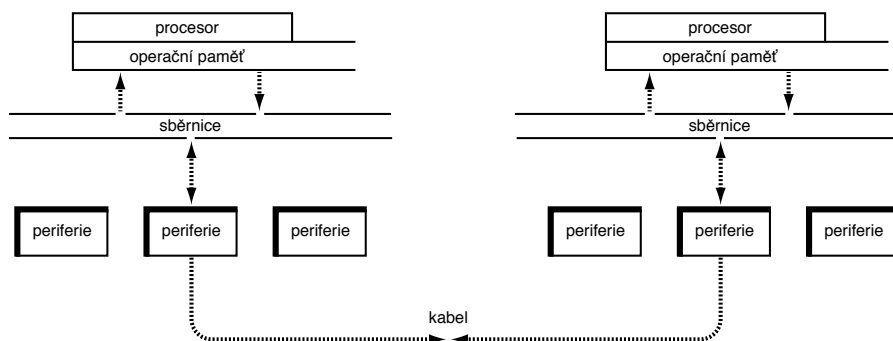 procesor
operační paměť
sběrnice
periferie periferie periferie
procesor
operační paměť
sběrnice
periferie periferie periferie
kabel